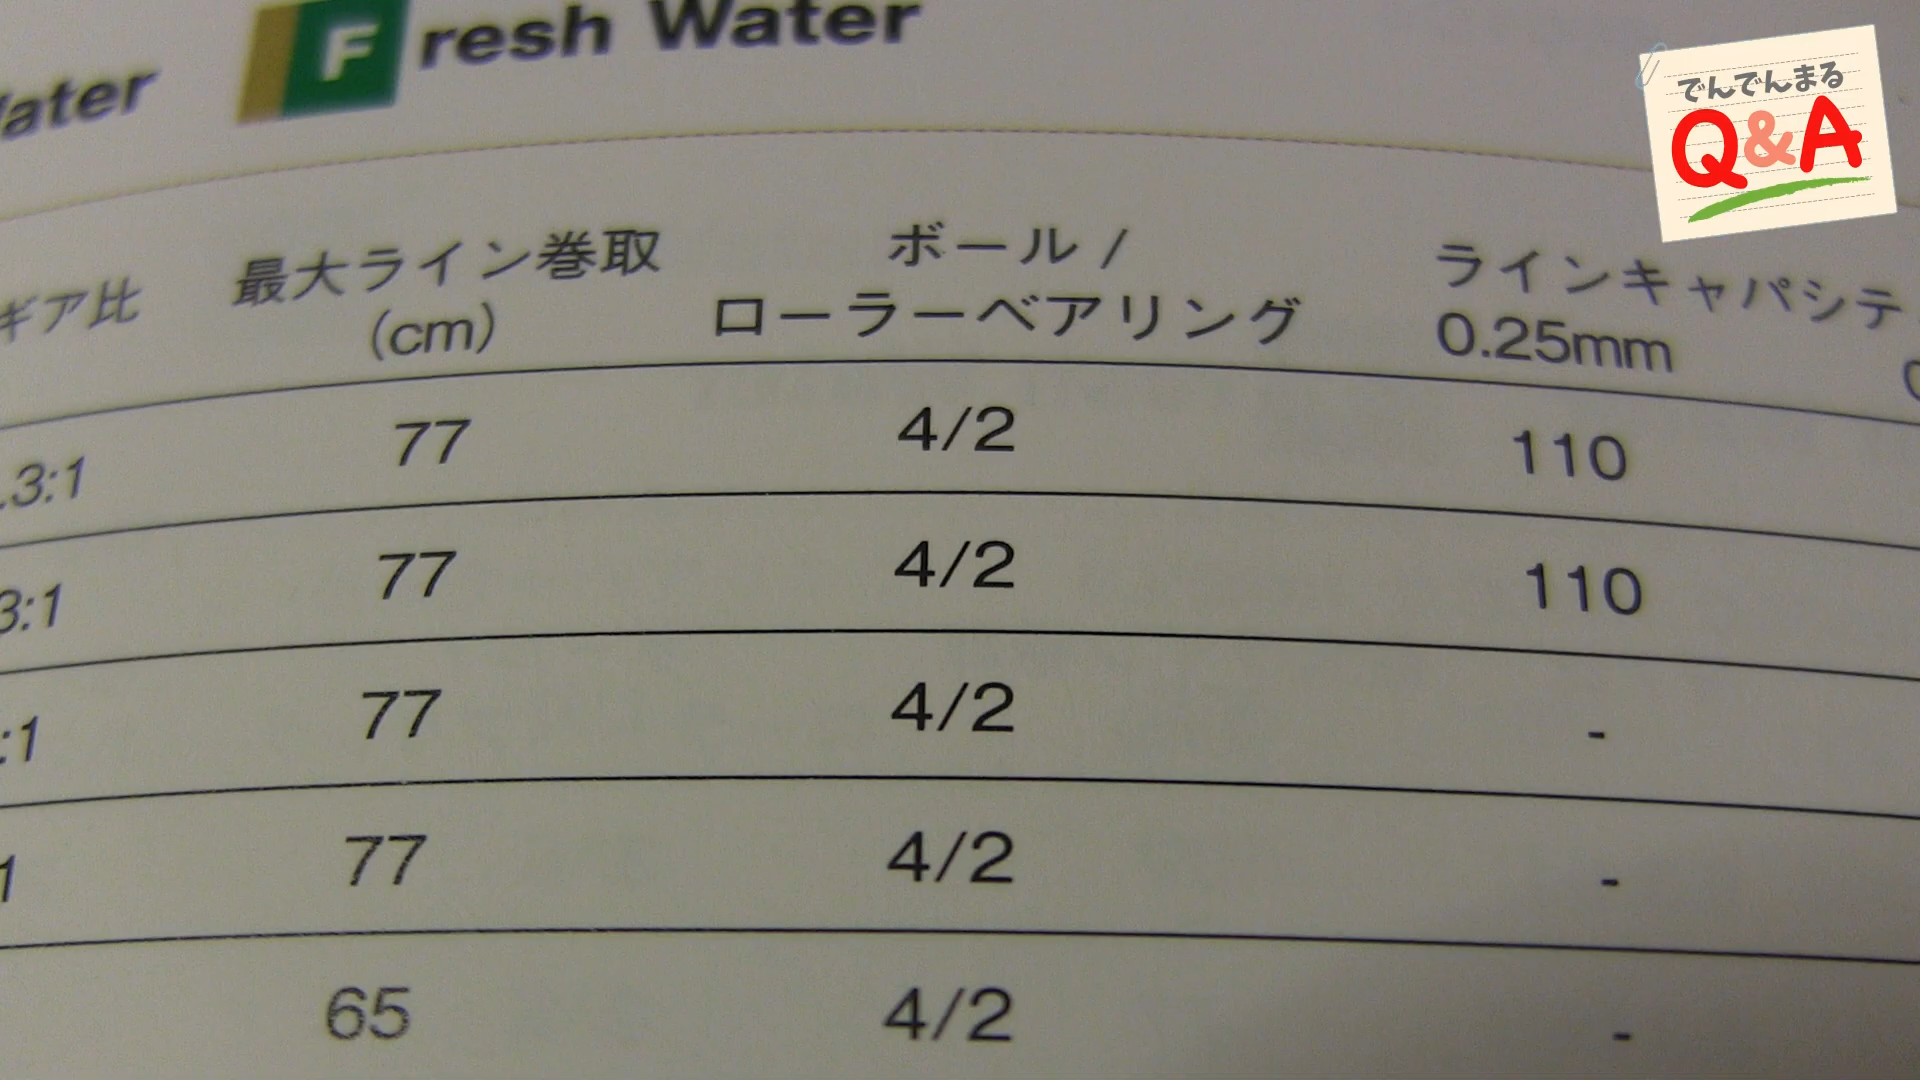 Water
Fresh Water
でんでんまる
Q&A
ギア比
最大ライン巻取
(cm)
ボール /
ローラーベアリング
ラインキャパシテ
0.25mm
.3:1 77 4/2 110
3:1 77 4/2 110
:1 77 4/2 -
1 77 4/2 -
65 4/2 -